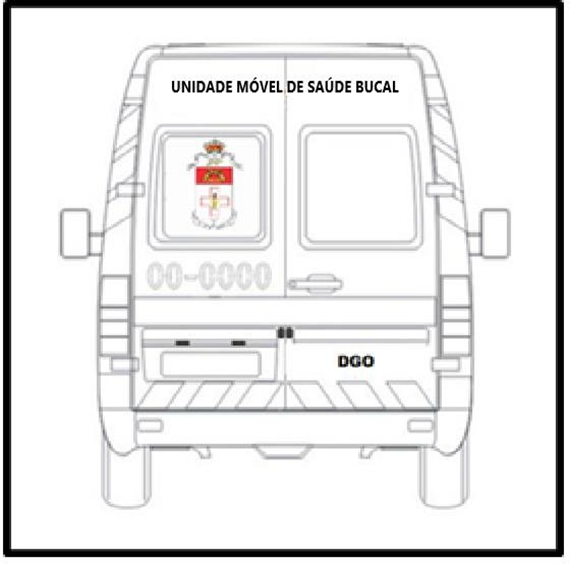 UNIDADE MÓVEL DE SAÚDE BUCAL
00-0000
DGO